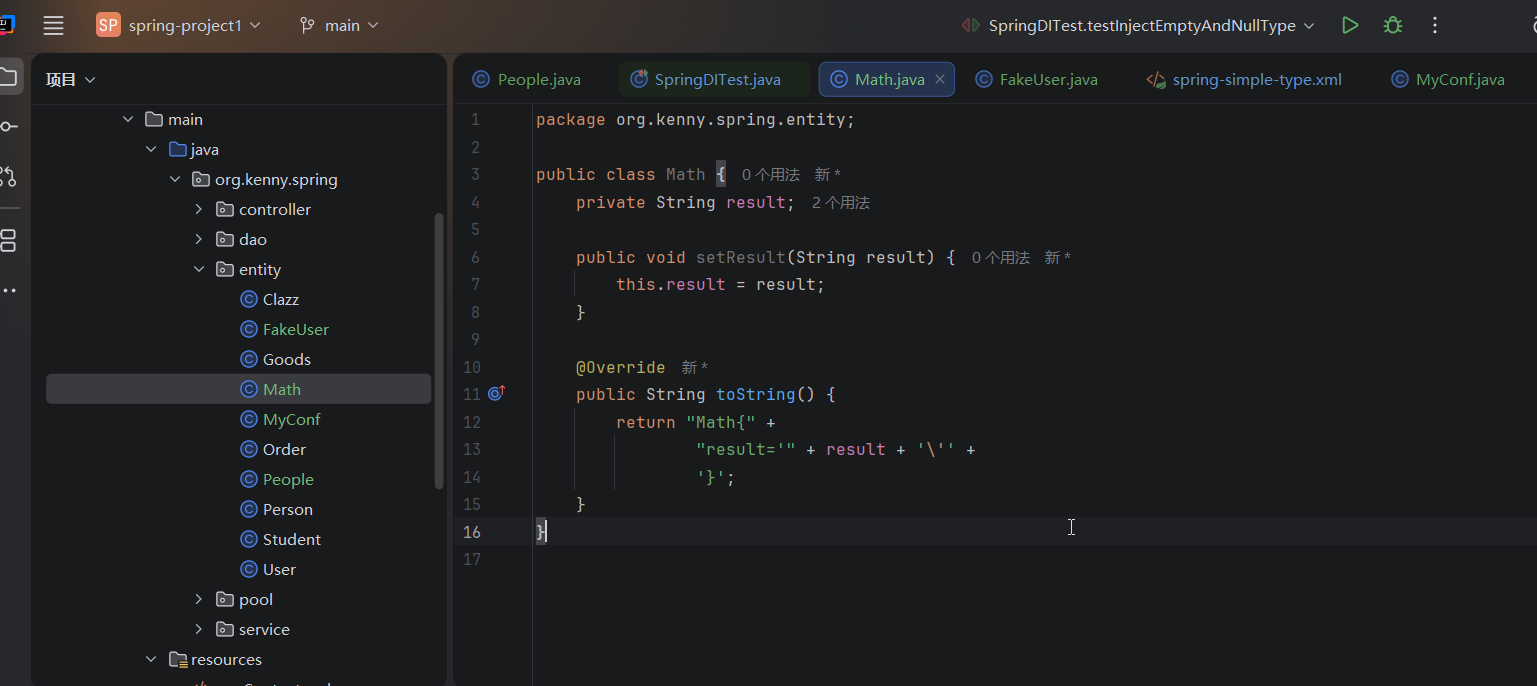 SP spring-project1 main SpringDITest.testInjectEmptyAndNullType
项目
People.java SpringDITest.java Math.java FakeUser.java spring-simple-type.xml MyConf.java
main
java
org.kenny.spring
controller
dao
entity
Clazz
FakeUser
Goods
Math
MyConf
Order
People
Person
Student
User
pool
service
resources
1 package org.kenny.spring.entity;
2
3 public class Math { 0个用法 新 *
4     private String result; 2个用法
5
6     public void setResult(String result) { 0个用法 新 *
7         this.result = result;
8     }
9
10     @Override 新 *
11     public String toString() {
12         return "Math{" +
13                 "result='" + result + '\'' +
14                 '}';
15     }
16 }
17